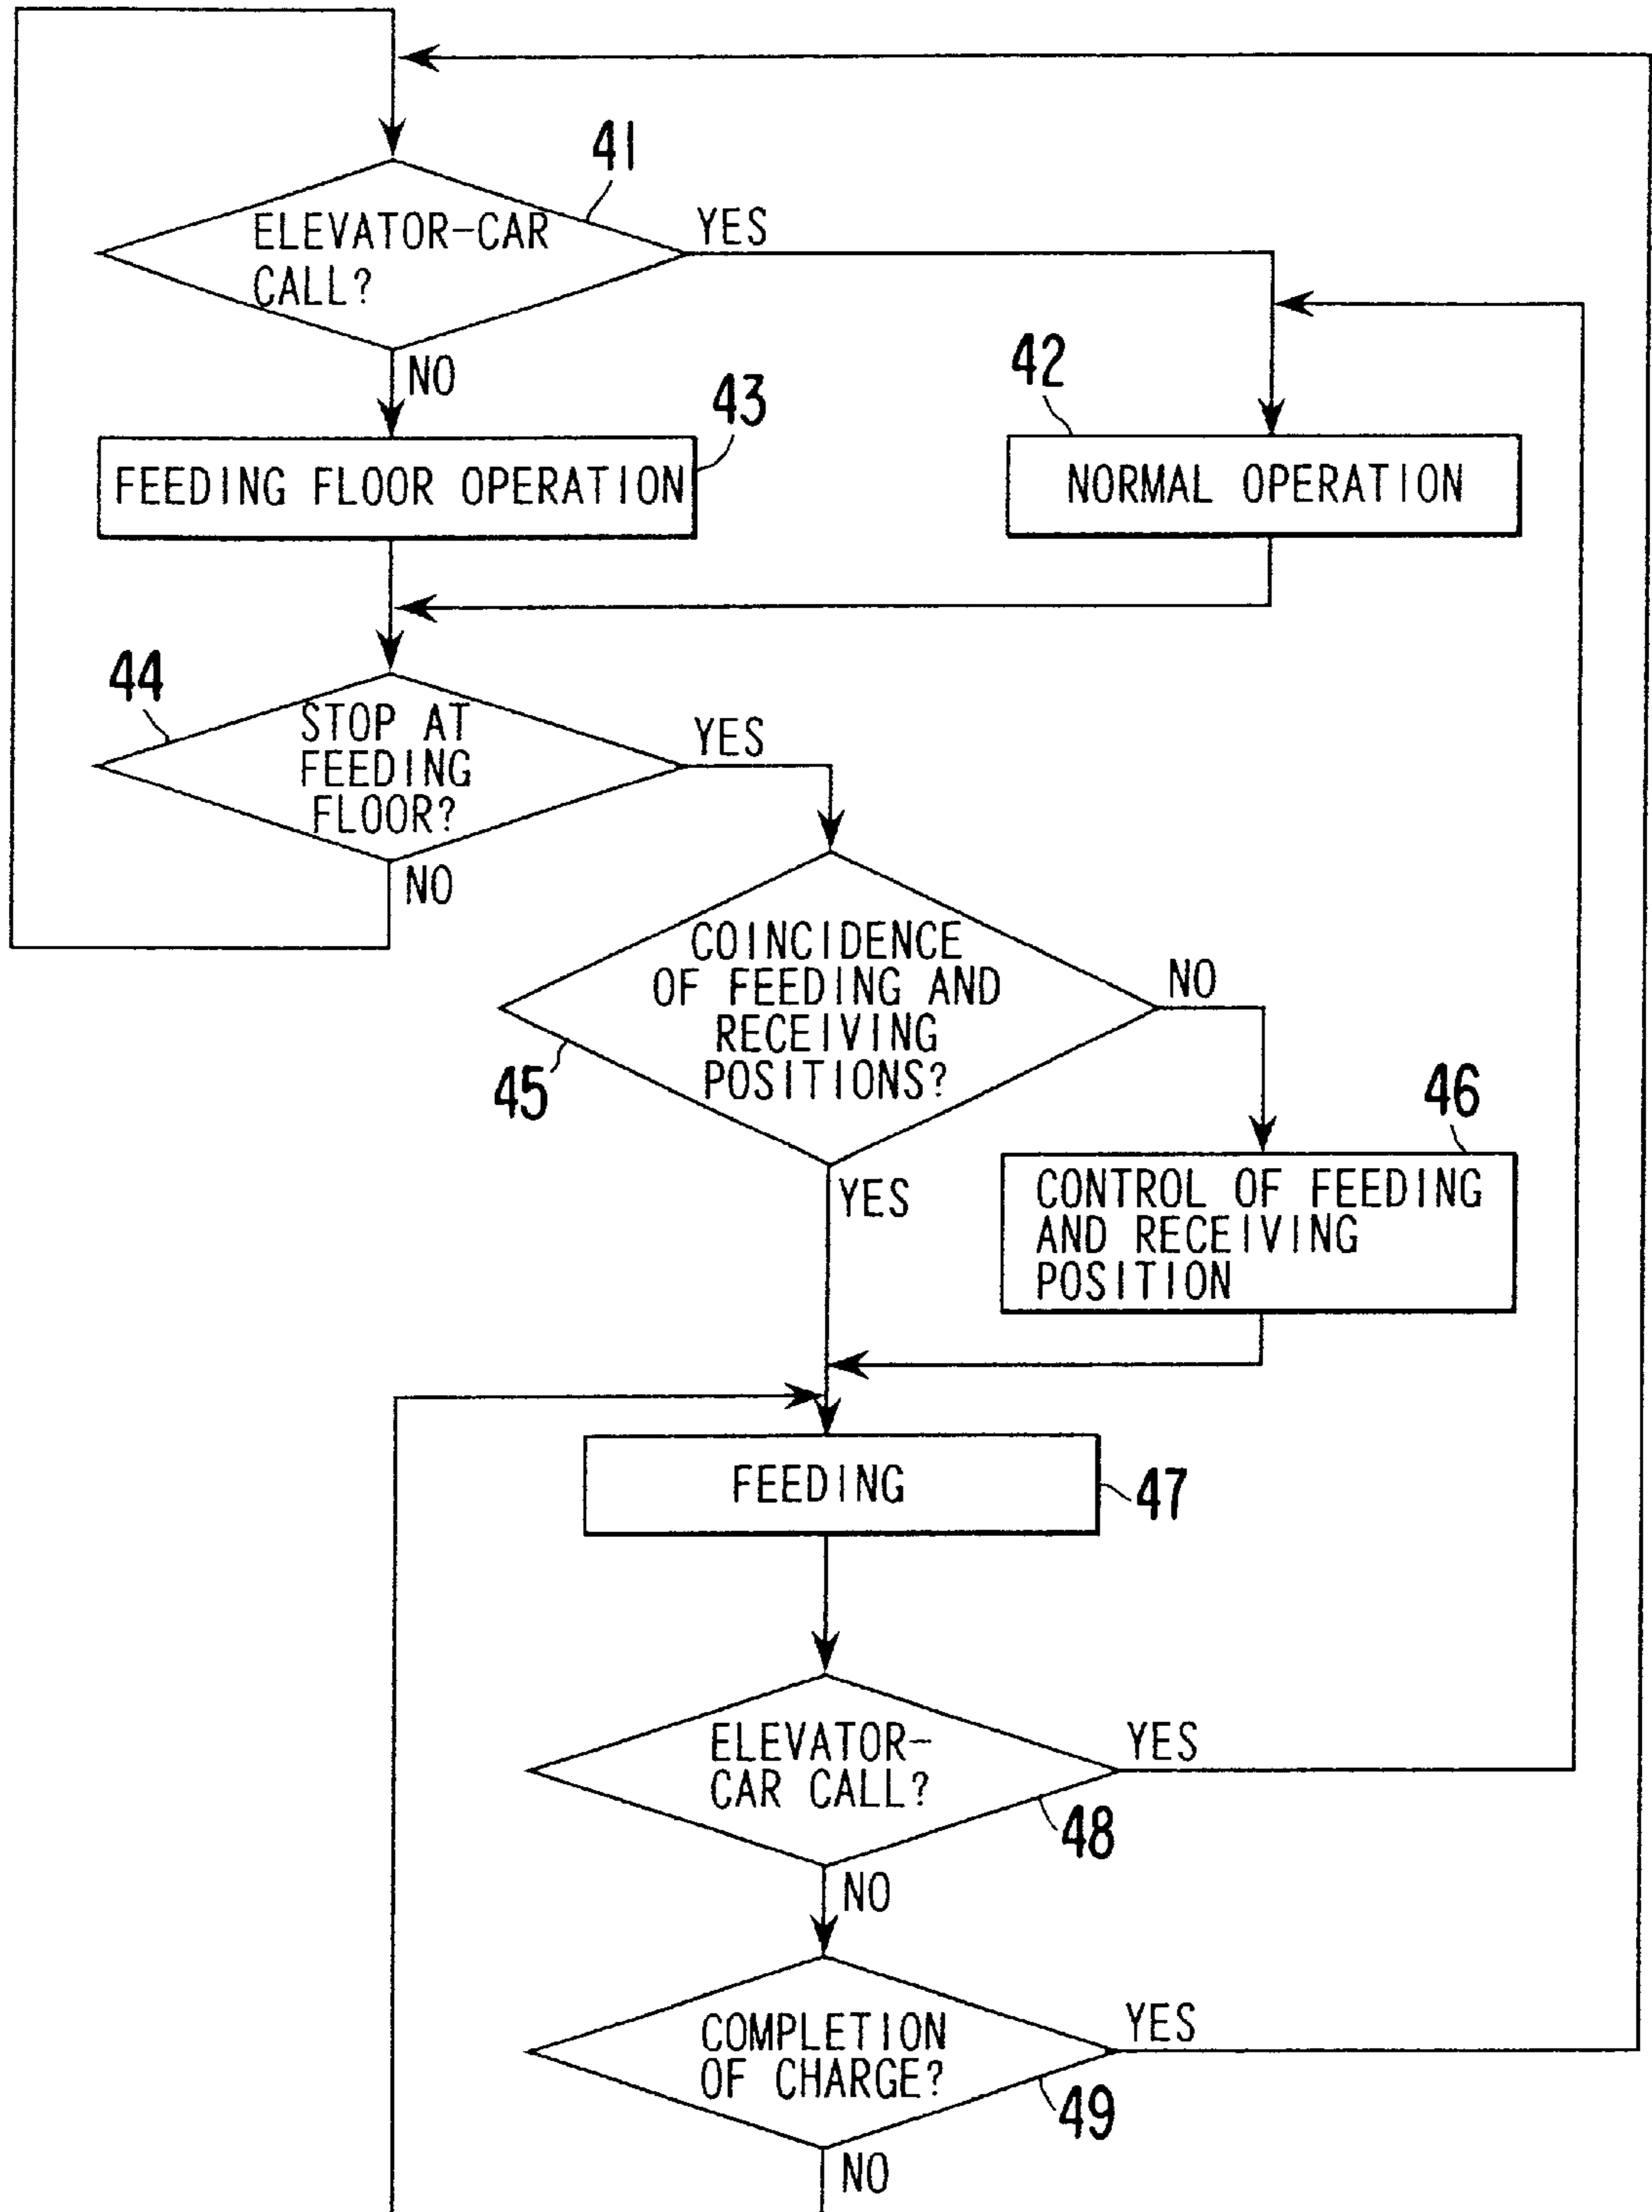 41
ELEVATOR-CAR
CALL?
YES
NO
43
FEEDING FLOOR OPERATION
42
NORMAL OPERATION
44
STOP AT
FEEDING
FLOOR?
YES
NO
COINCIDENCE
OF FEEDING AND
RECEIVING
POSITIONS?
45
NO
YES
46
CONTROL OF FEEDING
AND RECEIVING
POSITION
FEEDING
47
ELEVATOR-
CAR CALL?
YES
48
NO
COMPLETION
OF CHARGE?
YES
49
NO